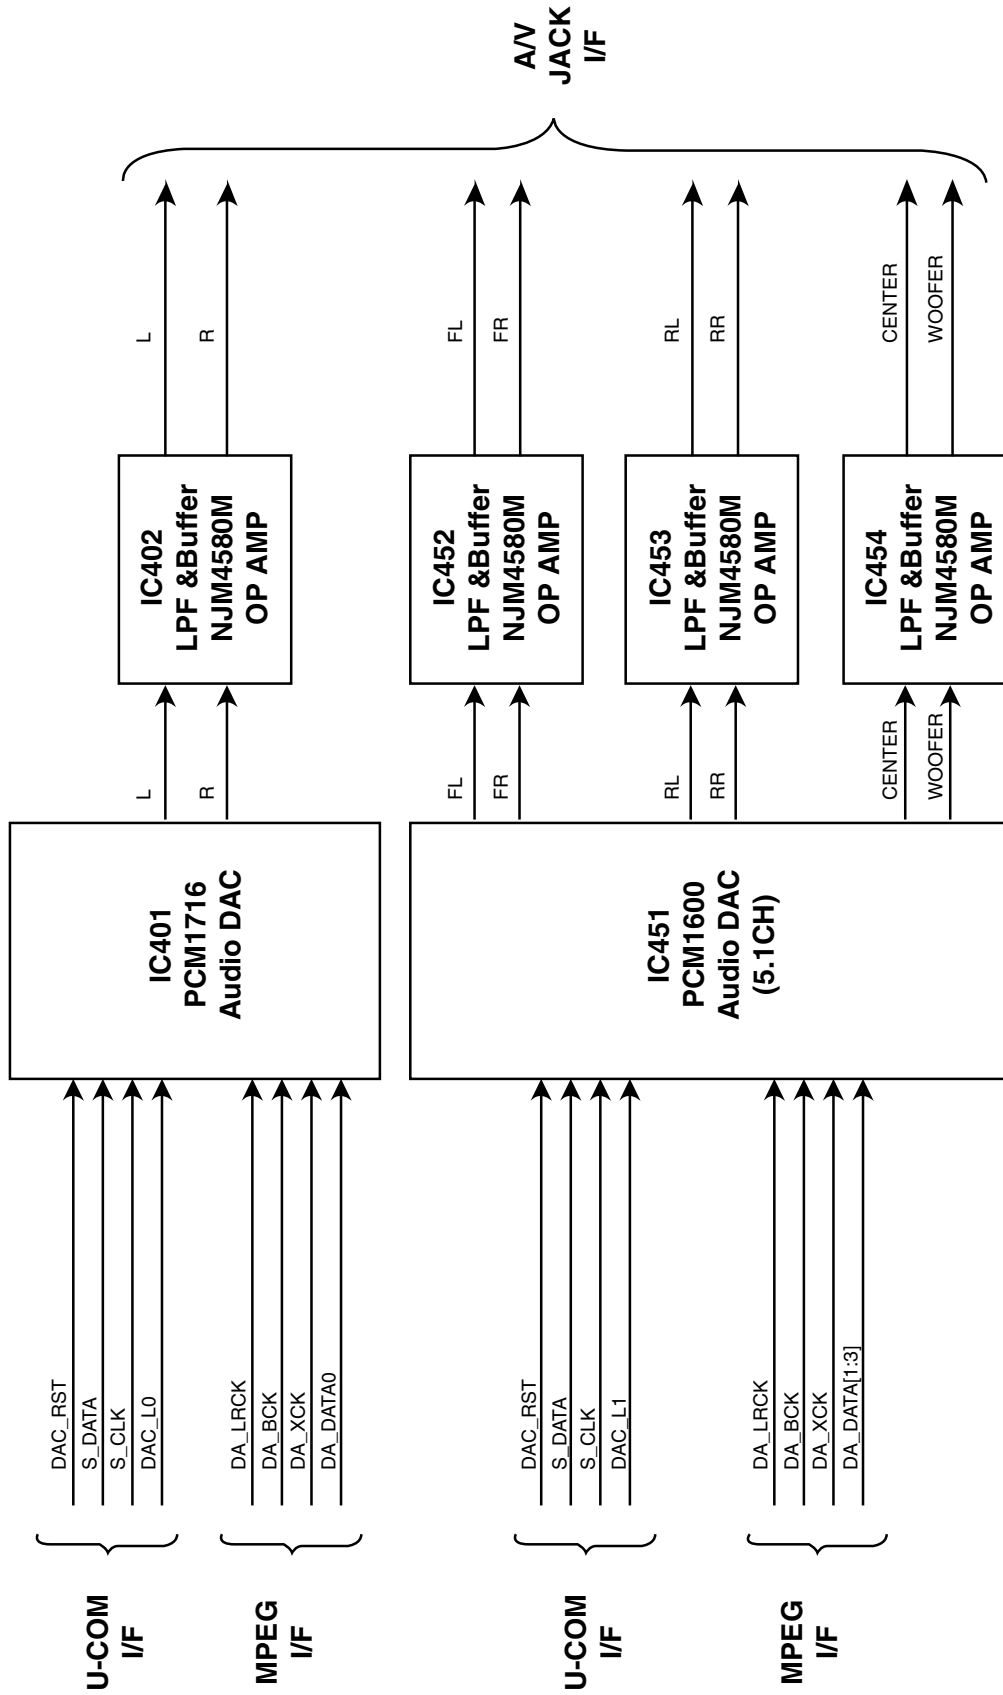 U-COM
I/F
DAC_RST
S_DATA
S_CLK
DAC_L0
MPEG
I/F
DA_LRCK
DA_BCK
DA_XCK
DA_DATA0
IC401
PCM1716
Audio DAC
L
R
IC402
LPF &Buffer
NJM4580M
OP AMP
L
R
U-COM
I/F
DAC_RST
S_DATA
S_CLK
DAC_L1
MPEG
I/F
DA_LRCK
DA_BCK
DA_XCK
DA_DATA[1:3]
IC451
PCM1600
Audio DAC
(5.1CH)
FL
FR
RL
RR
CENTER
WOOFER
IC452
LPF &Buffer
NJM4580M
OP AMP
FL
FR
IC453
LPF &Buffer
NJM4580M
OP AMP
RL
RR
IC454
LPF &Buffer
NJM4580M
OP AMP
CENTER
WOOFER
A/V
JACK
I/F